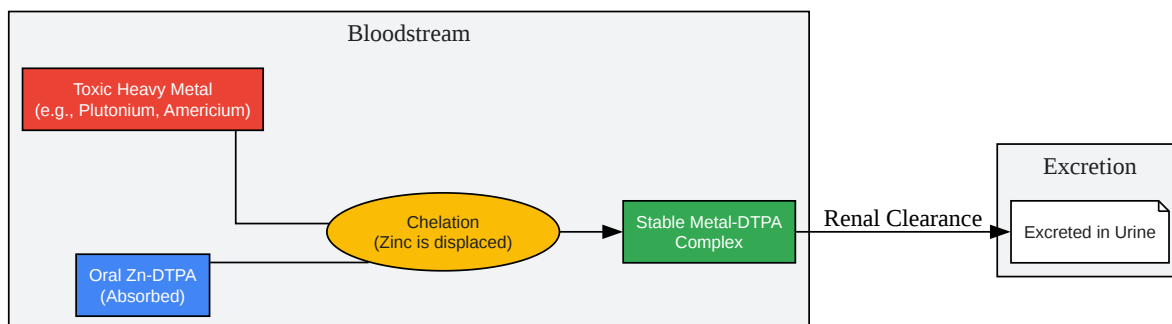 Bloodstream
Toxic Heavy Metal
(e.g., Plutonium, Americium)
Oral Zn-DTPA
(Absorbed)
Chelation
(Zinc is displaced)
Stable Metal-DTPA
Complex
Renal Clearance
Excretion
Excreted in Urine